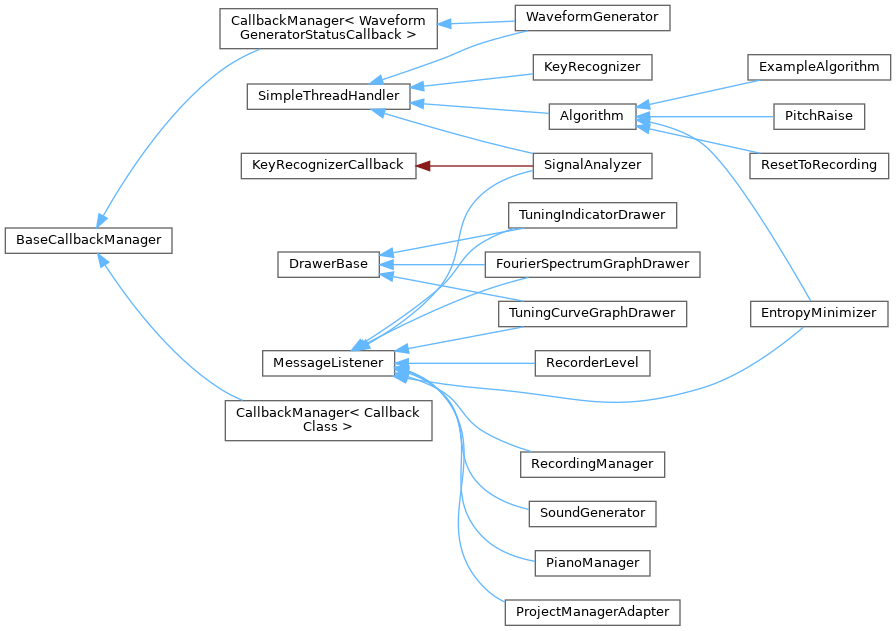 CallbackManager< Waveform
GeneratorStatusCallback >
WaveformGenerator
KeyRecognizer
ExampleAlgorithm
SimpleThreadHandler
Algorithm
PitchRaise
KeyRecognizerCallback
SignalAnalyzer
ResetToRecording
TuningIndicatorDrawer
BaseCallbackManager
DrawerBase
FourierSpectrumGraphDrawer
TuningCurveGraphDrawer
EntropyMinimizer
MessageListener
RecorderLevel
CallbackManager< Callback
Class >
RecordingManager
SoundGenerator
PianoManager
ProjectManagerAdapter